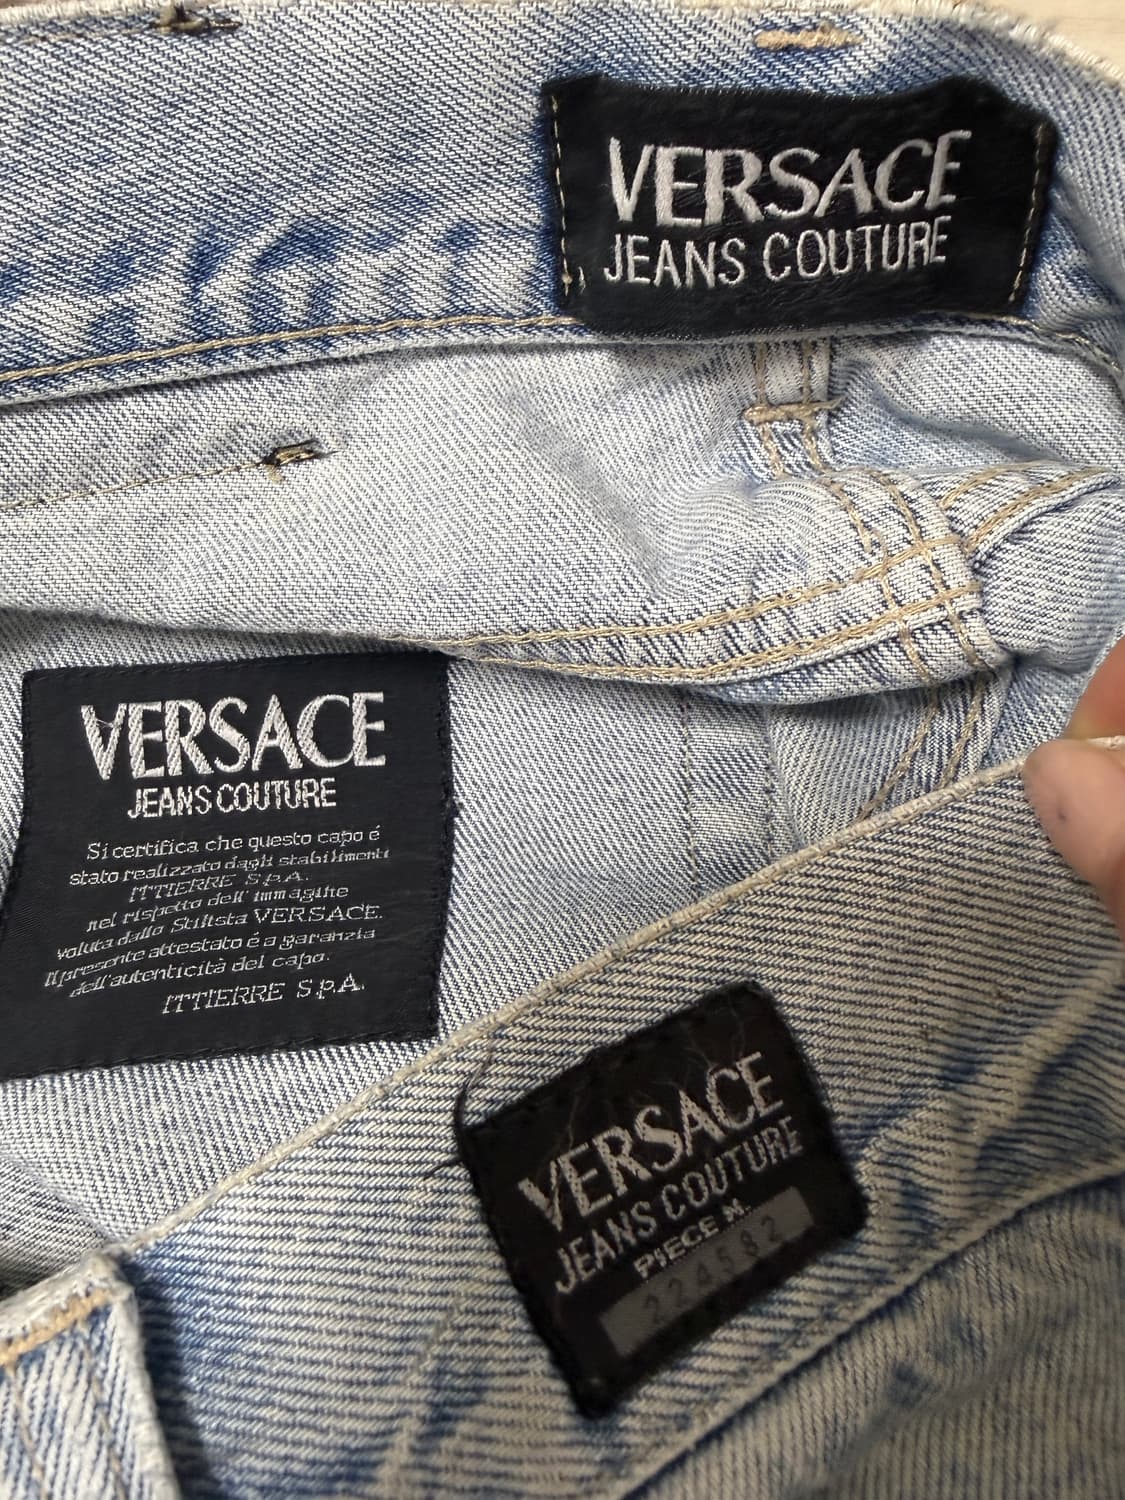 VERSACE
JEANS COUTURE
VERSACE
JEANS COUTURE
Si certifica che questo capo é
stato realizzato dagli stabilimenti
ITTIERRE S.p.A.
nel rispetto dell' immagine
voluta dallo Stilista VERSACE.
Il presente attestato é a garanzia
dell'autenticità del capo.
ITTIERRE S.p.A.
VERSACE
JEANS COUTURE
PIECE N.
224582